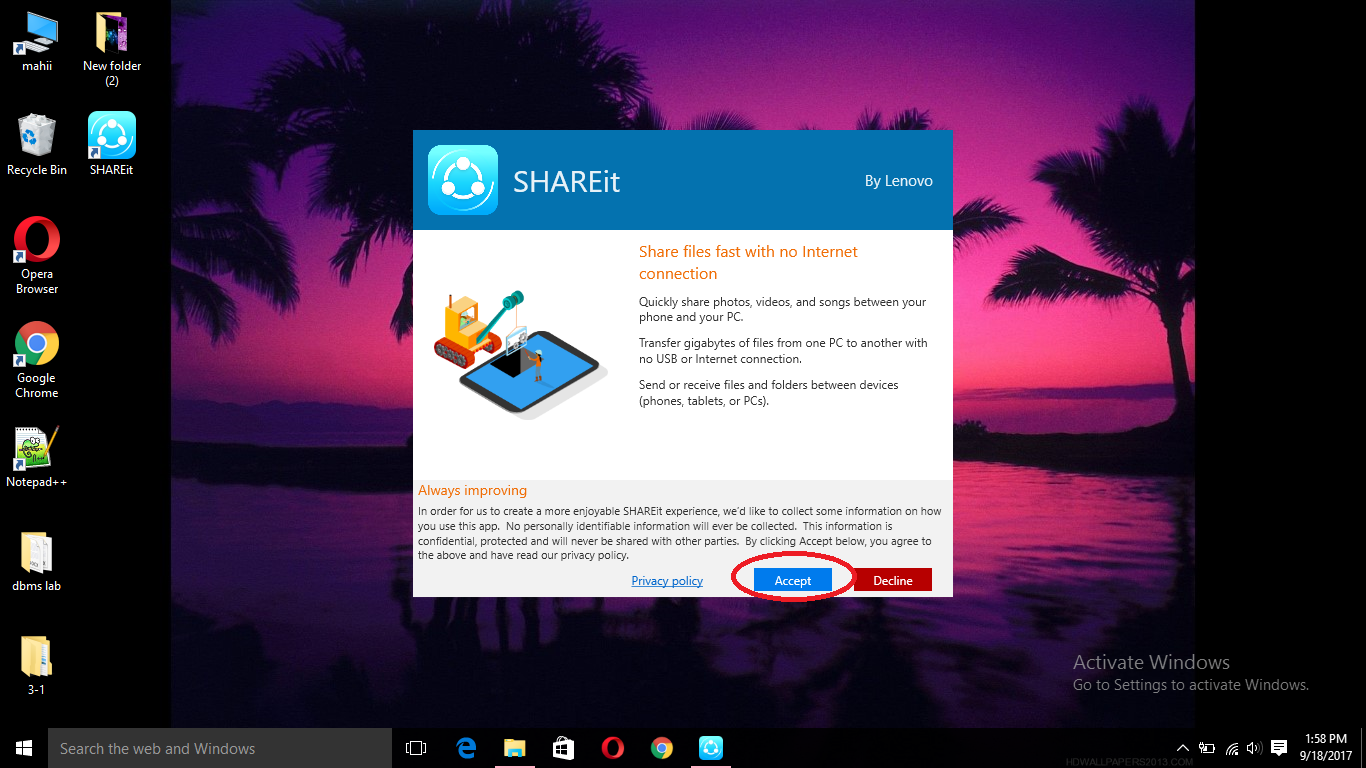 mahii
New folder
(2)
Recycle Bin
SHAREit
Opera
Browser
Google
Chrome
Notepad++
dbms lab
3-1
SHAREit
By Lenovo
Share files fast with no Internet
connection
Quickly share photos, videos, and songs between your
phone and your PC.
Transfer gigabytes of files from one PC to another with
no USB or Internet connection.
Send or receive files and folders between devices
(phones, tablets, or PCs).
Always improving
In order for us to create a more enjoyable SHAREit experience, we'd like to collect some information on how
you use this app.  No personally identifiable information will ever be collected.  This information is
confidential, protected and will never be shared with other parties.  By clicking Accept below, you agree to
the above and have read our privacy policy.
Privacy policy
Accept
Decline
Activate Windows
Go to Settings to activate Windows.
Search the web and Windows
1:58 PM
9/18/2017
HDWALLPAPERS2013.COM